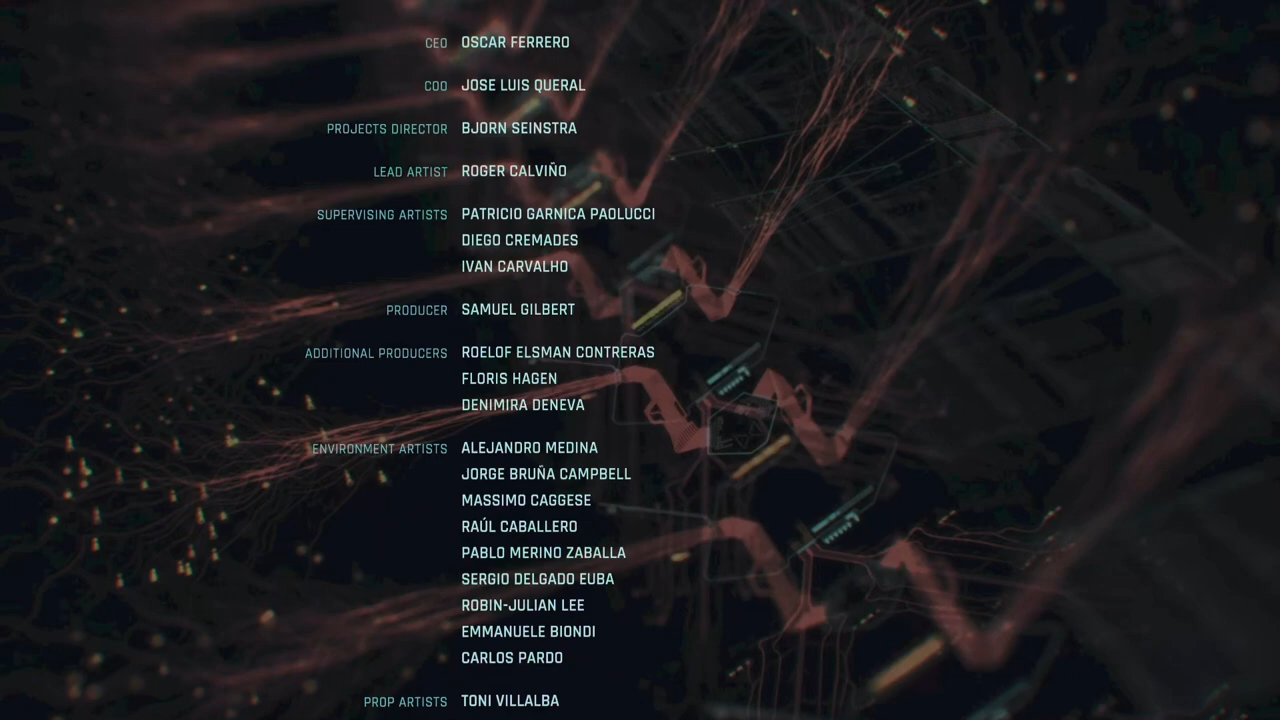 CEO OSCAR FERRERO
COO JOSE LUIS QUERAL
PROJECTS DIRECTOR BJORN SEINSTRA
LEAD ARTIST ROGER CALVIÑO
SUPERVISING ARTISTS PATRICIO GARNICA PAOLUCCI
DIEGO CREMADES
IVAN CARVALHO
PRODUCER SAMUEL GILBERT
ADDITIONAL PRODUCERS ROELOF ELSMAN CONTRERAS
FLORIS HAGEN
DENIMIRA DENEVA
ENVIRONMENT ARTISTS ALEJANDRO MEDINA
JORGE BRUÑA CAMPBELL
MASSIMO CAGGESE
RAÚL CABALLERO
PABLO MERINO ZABALLA
SERGIO DELGADO EUBA
ROBIN-JULIAN LEE
EMMANUELE BIONDI
CARLOS PARDO
PROP ARTISTS TONI VILLALBA